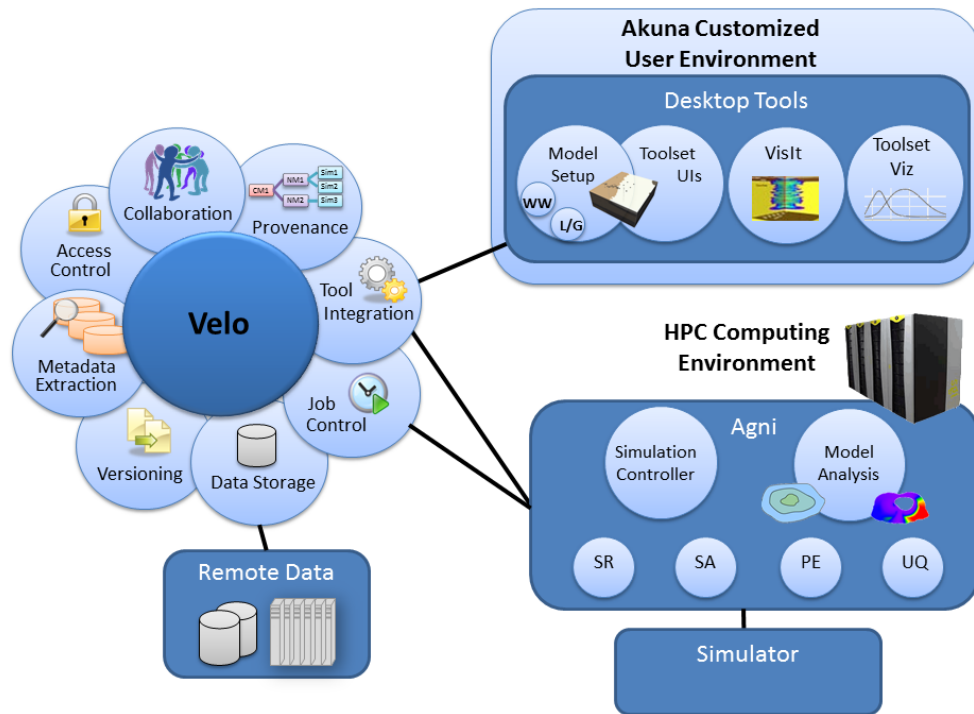 Akuna Customized
User Environment
Desktop Tools
Model
Setup
WW
L/G
Toolset
UIs
VisIt
Toolset
Viz
Collaboration
CM1
NM1
NM2
Sim1
Sim2
Sim3
Provenance
Access
Control
Tool
Integration
Velo
Metadata
Extraction
Job
Control
Versioning
Data Storage
HPC Computing
Environment
Agni
Simulation
Controller
Model
Analysis
SR
SA
PE
UQ
Remote Data
Simulator